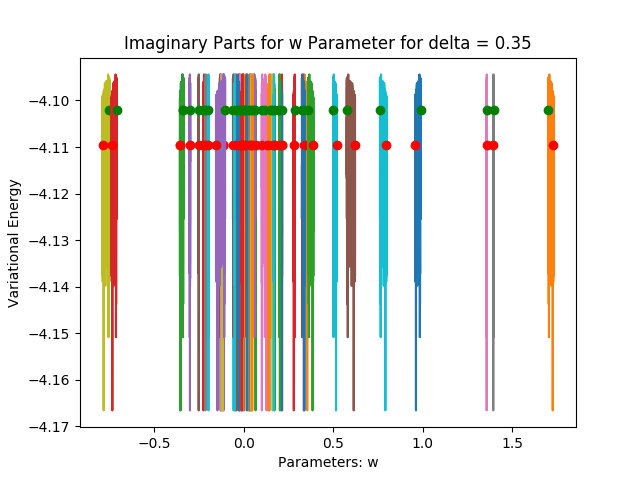 Imaginary Parts for w Parameter for delta = 0.35
−4.10
−4.11
−4.12
−4.13
−4.14
−4.15
−4.16
−4.17
Variational Energy
−0.5 0.0 0.5 1.0 1.5
Parameters: w